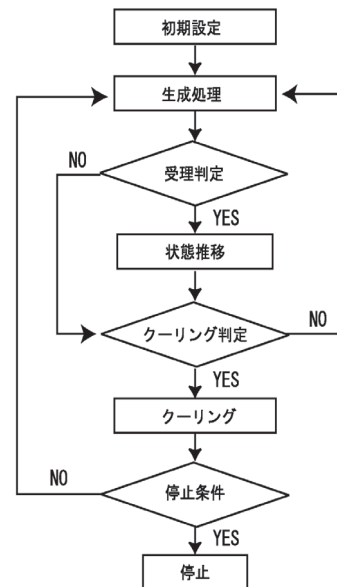 初期設定
生成処理
NO
受理判定
YES
状態推移
クーリング判定
NO
YES
クーリング
NO
停止条件
YES
停止